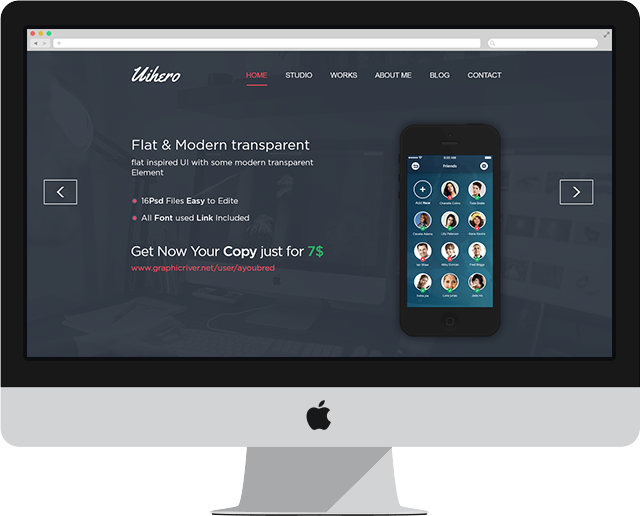 Uihero
HOME STUDIO WORKS ABOUT ME BLOG CONTACT
Flat & Modern transparent
flat inspired UI with some modern transparent
Element
16Psd Files Easy to Edite
All Font used Link Included
Get Now Your Copy just for 7$
www.graphicriver.net/user/ayoubred
Friends
Add New